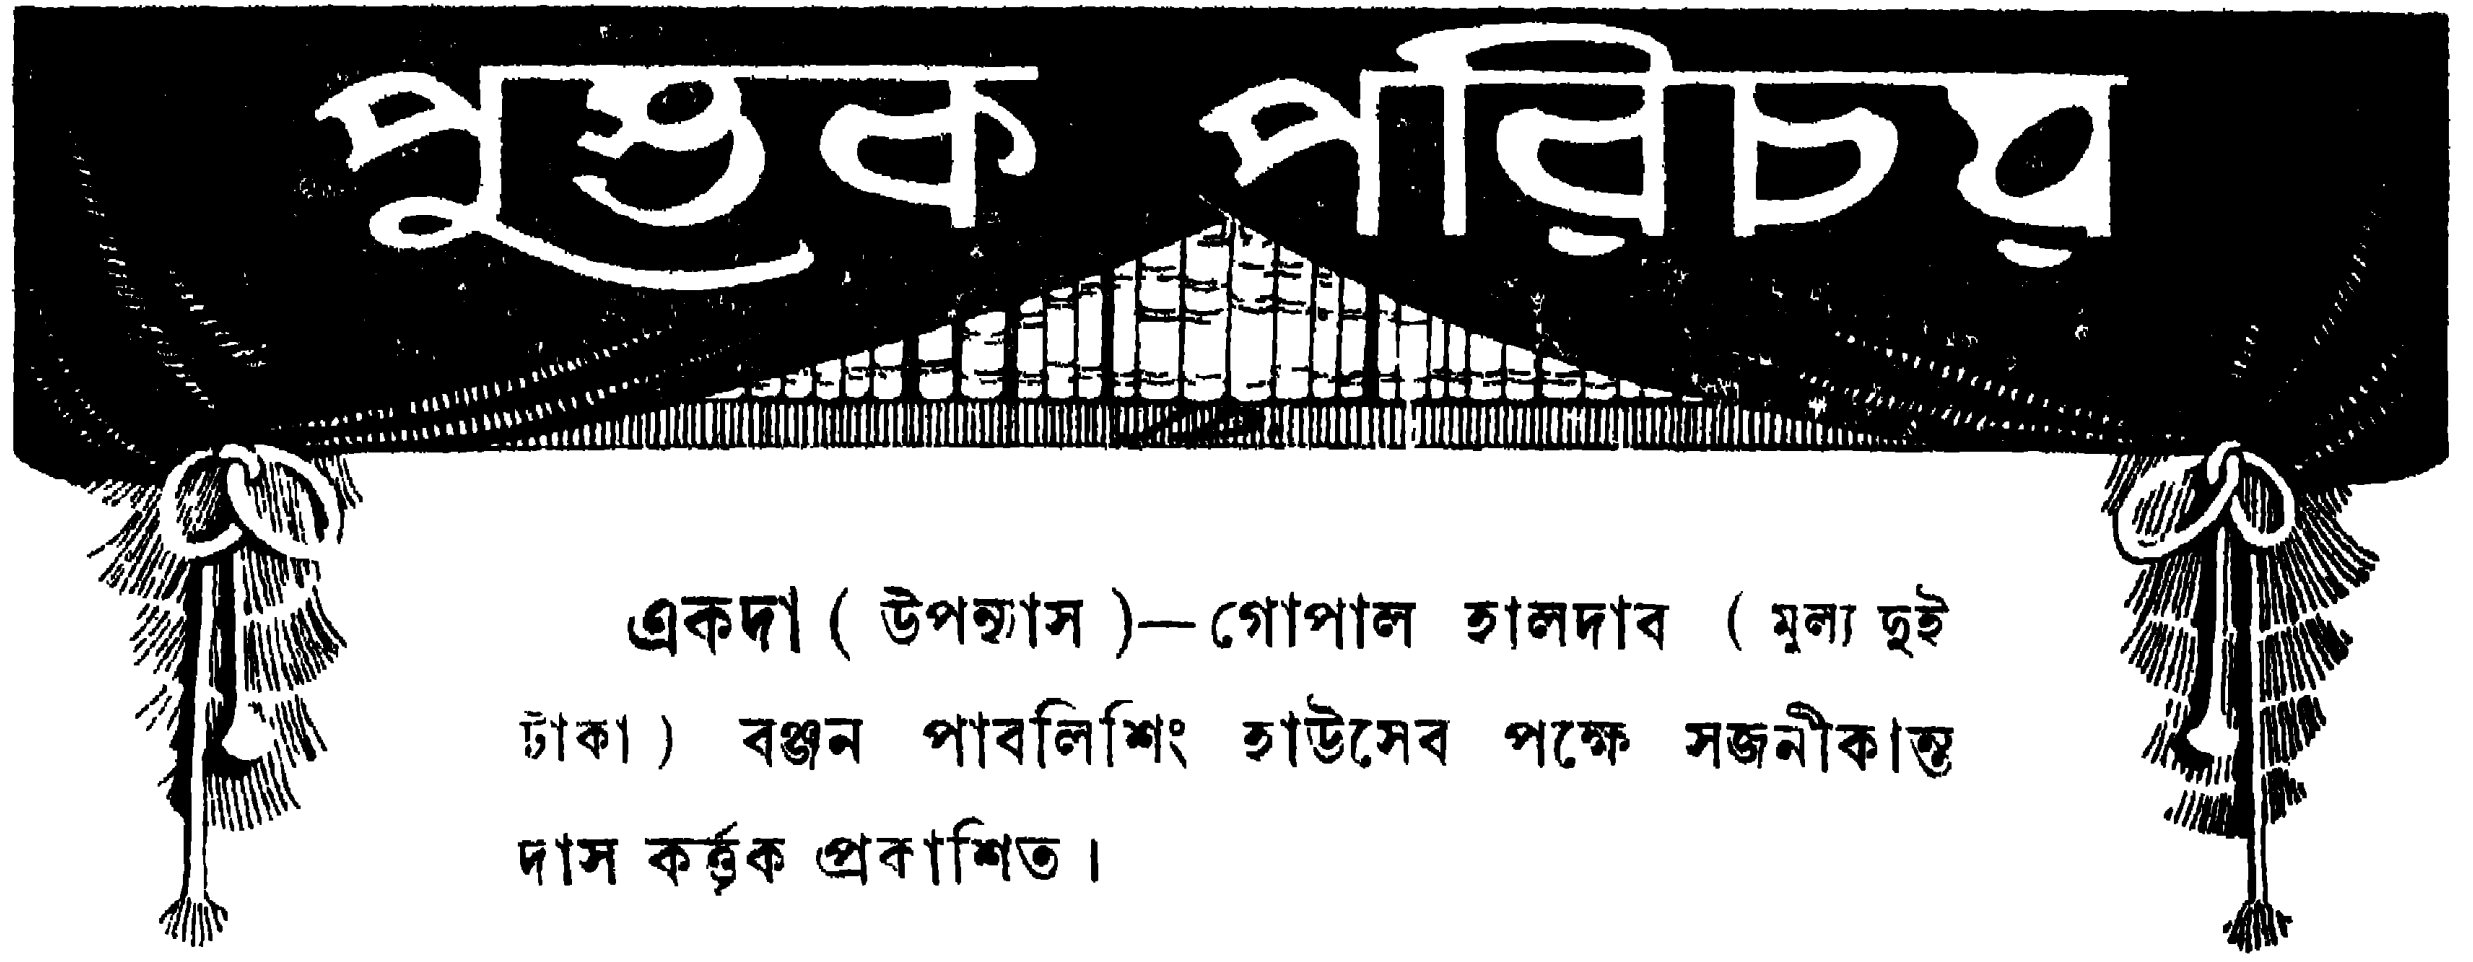 পুস্তক পরিচয়
একদা ( উপন্যাস )—গোপাল হালদাব ( মূল্য দুই
টাকা ) বঞ্জন পাবলিশিং হাউসেব পক্ষে সজনীকান্ত
দাস কর্ত্তৃক প্রকাশিত।